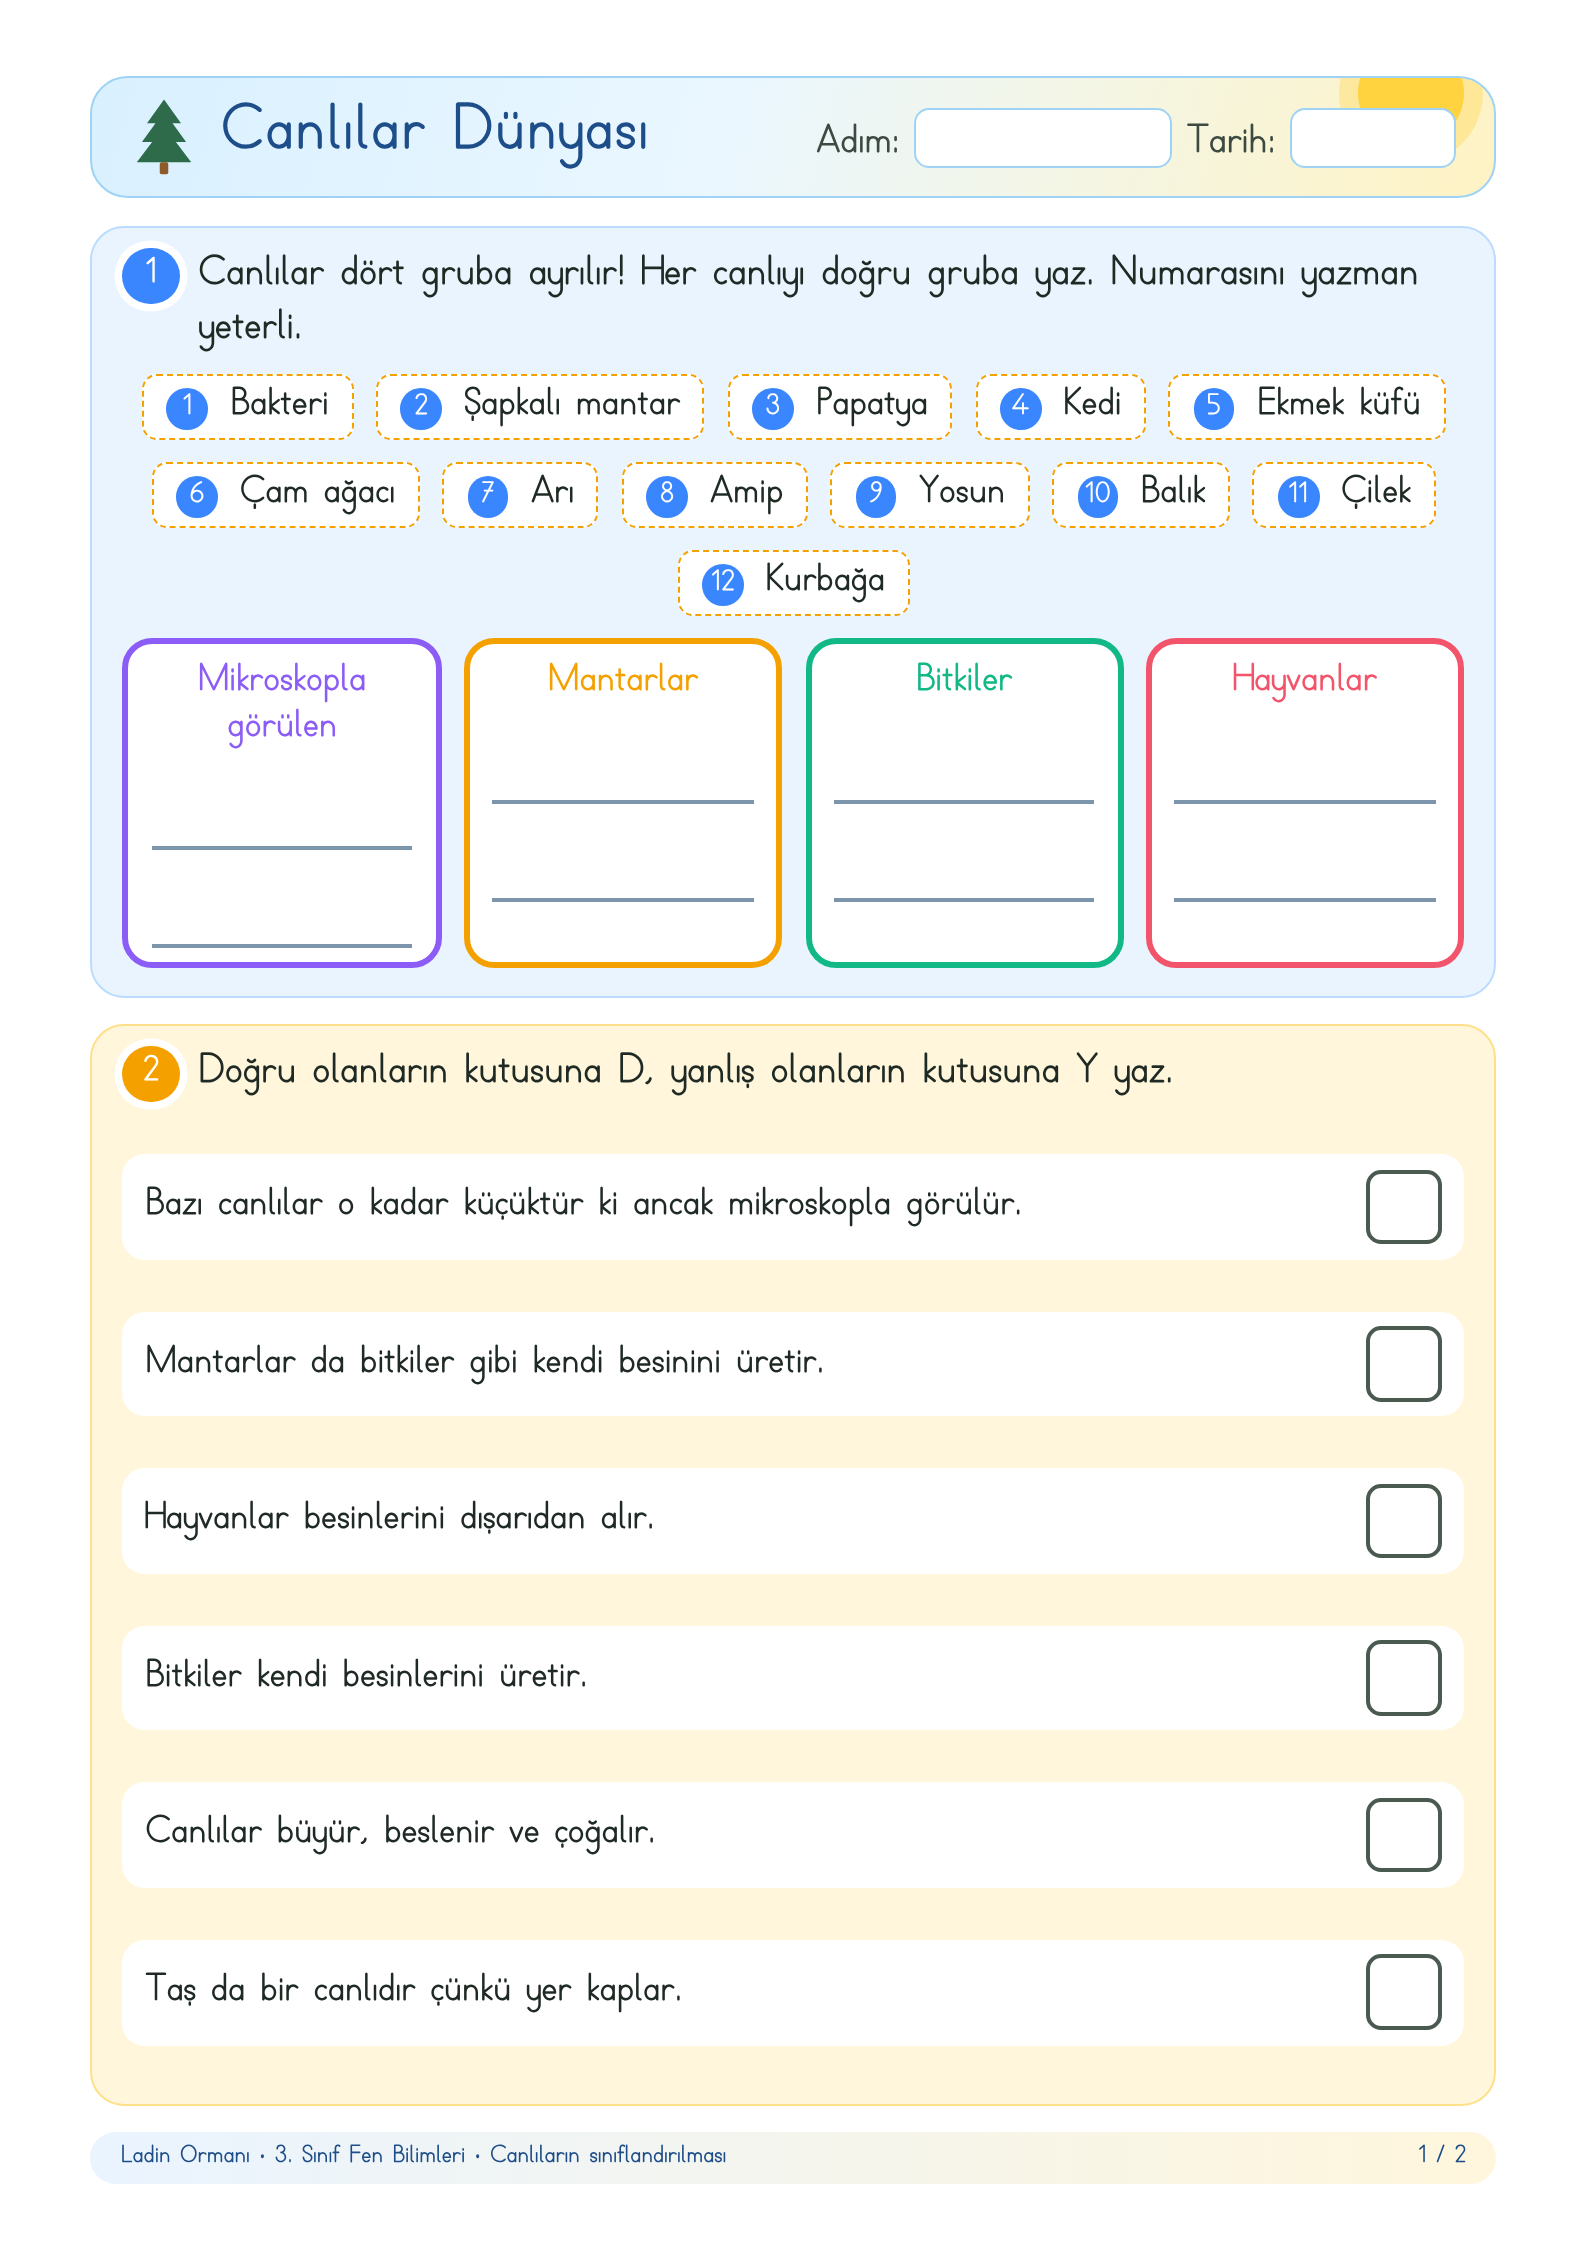 Canlılar Dünyası
Adım:
Tarih:
1
Canlılar dört gruba ayrılır! Her canlıyı doğru gruba yaz. Numarasını yazman
yeterli.
1 Bakteri
2 Şapkalı mantar
3 Papatya
4 Kedi
5 Ekmek küfü
6 Çam ağacı
7 Arı
8 Amip
9 Yosun
10 Balık
11 Çilek
12 Kurbağa
Mikroskopla
görülen
Mantarlar
Bitkiler
Hayvanlar
2
Doğru olanların kutusuna D, yanlış olanların kutusuna Y yaz.
Bazı canlılar o kadar küçüktür ki ancak mikroskopla görülür.
Mantarlar da bitkiler gibi kendi besinini üretir.
Hayvanlar besinlerini dışarıdan alır.
Bitkiler kendi besinlerini üretir.
Canlılar büyür, beslenir ve çoğalır.
Taş da bir canlıdır çünkü yer kaplar.
Ladin Ormanı • 3. Sınıf Fen Bilimleri • Canlıların sınıflandırılması
1 / 2